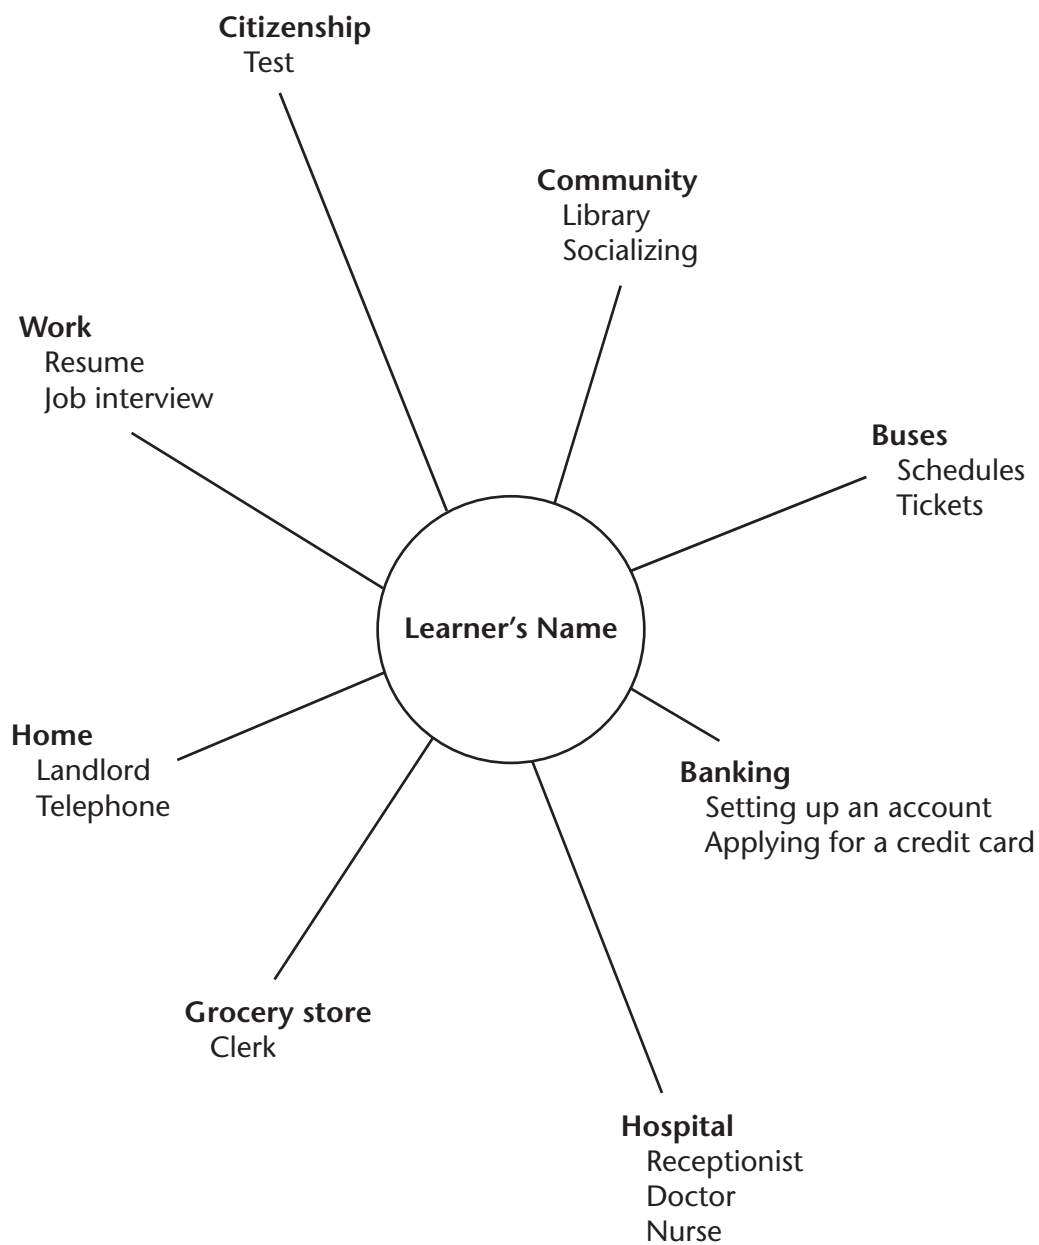 Citizenship
Test
Community
Library
Socializing
Work
Resume
Job interview
Buses
Schedules
Tickets
Learner’s Name
Home
Landlord
Telephone
Banking
Setting up an account
Applying for a credit card
Grocery store
Clerk
Hospital
Receptionist
Doctor
Nurse